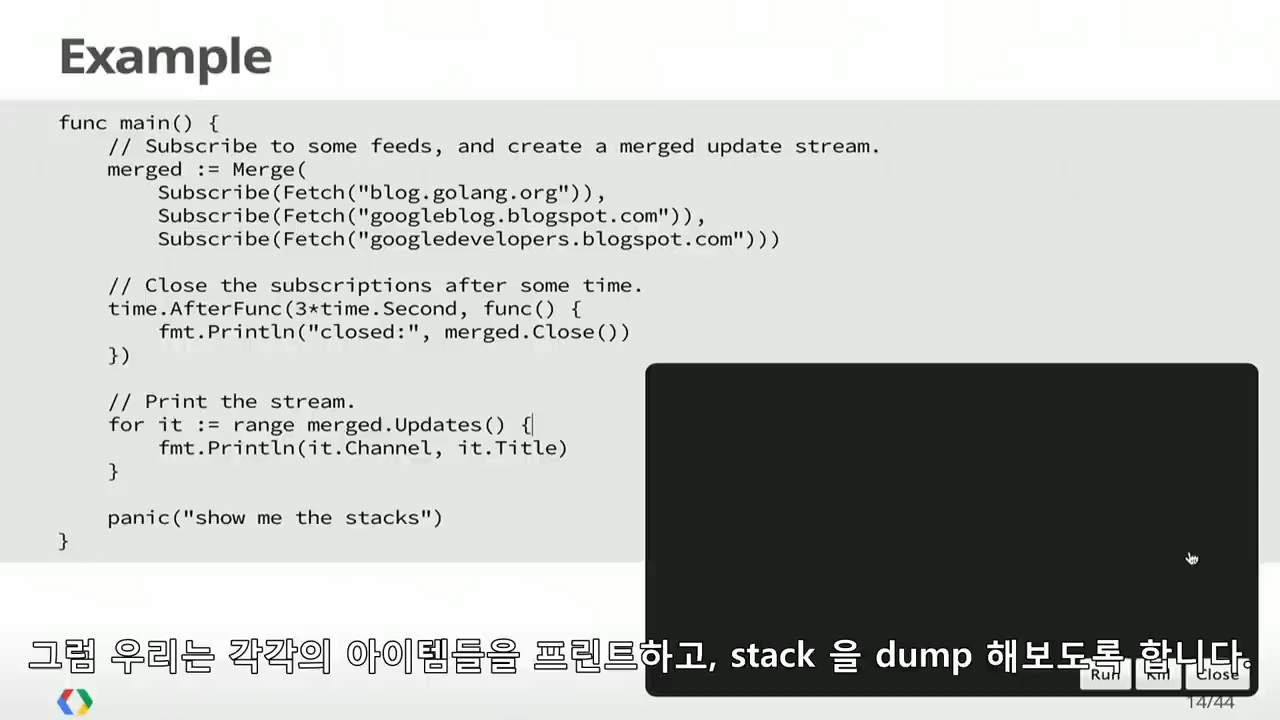 Example
func main() {
    // Subscribe to some feeds, and create a merged update stream.
    merged := Merge(
        Subscribe(Fetch("blog.golang.org")),
        Subscribe(Fetch("googleblog.blogspot.com")),
        Subscribe(Fetch("googledevelopers.blogspot.com")))
    // Close the subscriptions after some time.
    time.AfterFunc(3*time.Second, func() {
        fmt.Println("closed:", merged.Close())
    })
    // Print the stream.
    for it := range merged.Updates() {
        fmt.Println(it.Channel, it.Title)
    }
    panic("show me the stacks")
}
그럼 우리는 각각의 아이템들을 프린트하고, stack 을 dump 해보도록 합니다.
Run Kill Close
14/44